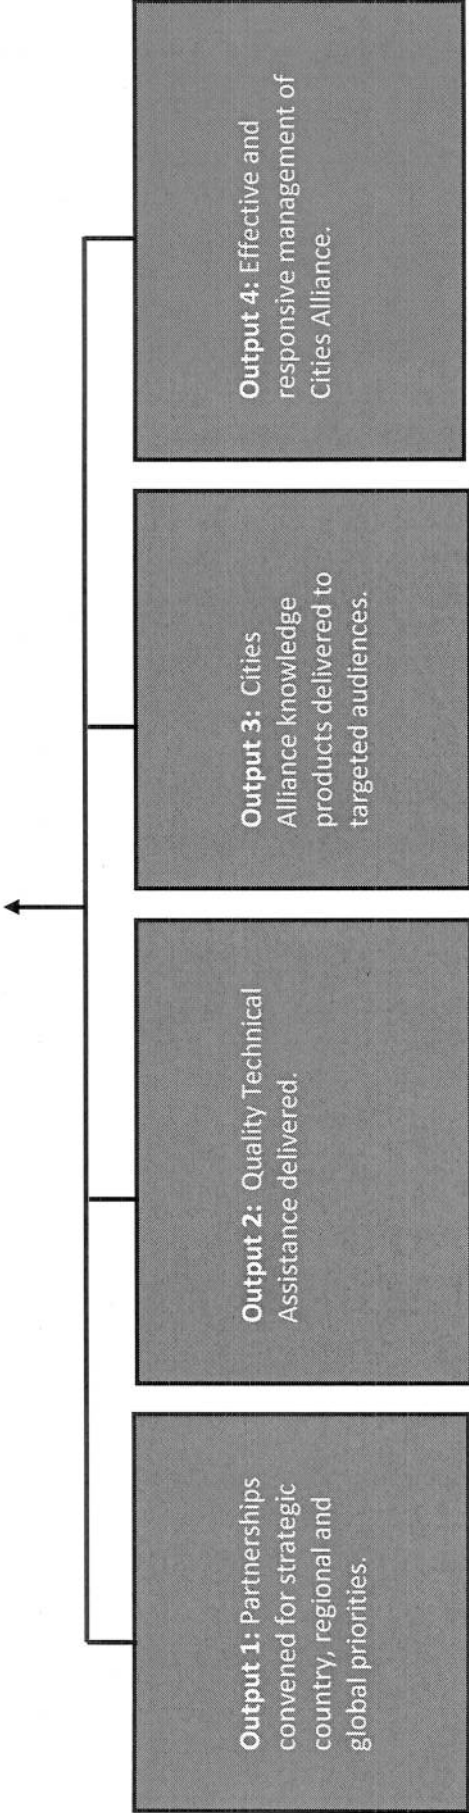 Output 1: Partnerships
convened for strategic
country, regional and
global priorities.
Output 2: Quality Technical
Assistance delivered.
Output 3: Cities
Alliance knowledge
products delivered to
targeted audiences.
Output 4: Effective and
responsive management of
Cities Alliance.